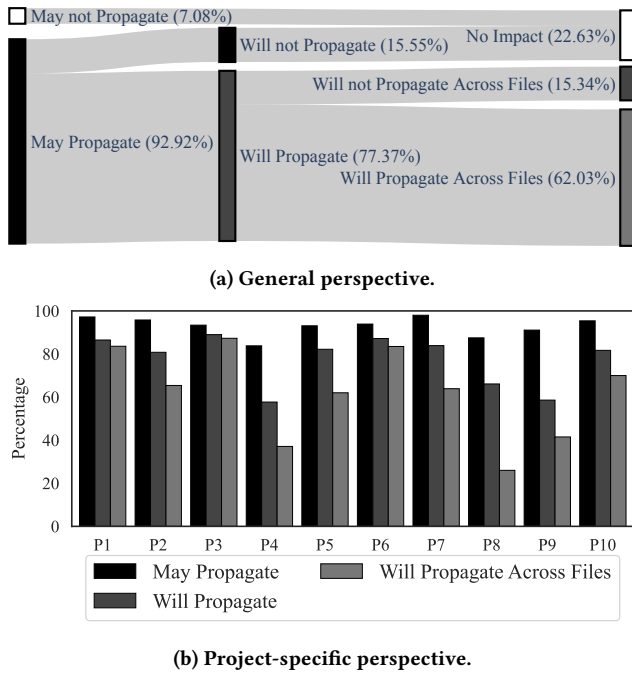 May not Propagate (7.08%)
No Impact (22.63%)
Will not Propagate (15.55%)
Will not Propagate Across Files (15.34%)
May Propagate (92.92%)
Will Propagate (77.37%)
Will Propagate Across Files (62.03%)
(a) General perspective.
100
80
60
40
20
0
Percentage
P1 P2 P3 P4 P5 P6 P7 P8 P9 P10
May Propagate
Will Propagate Across Files
Will Propagate
(b) Project-specific perspective.